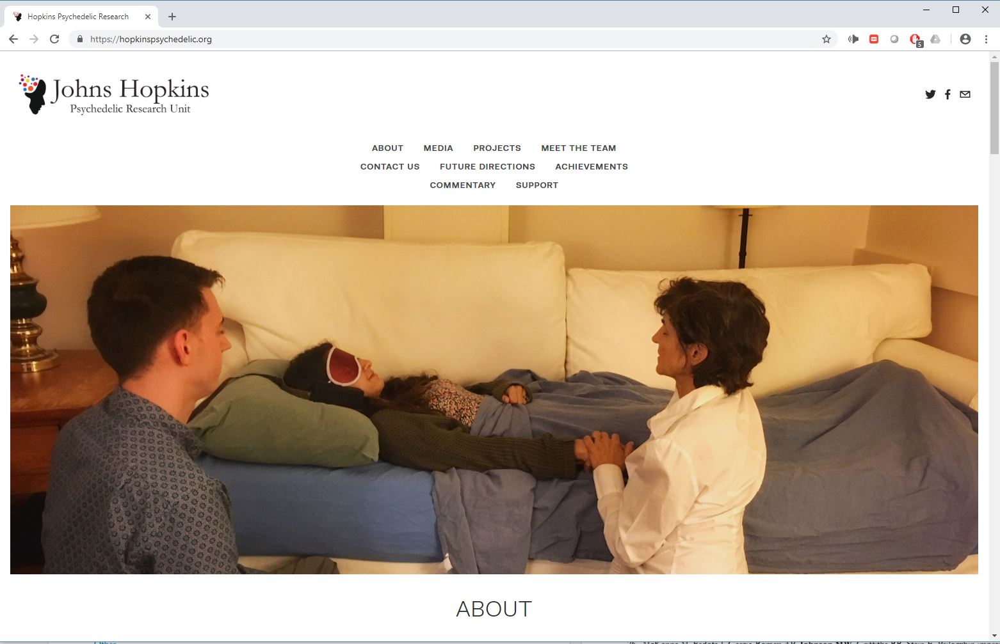 Hopkins Psychedelic Research
https://hopkinspsychedelic.org
5
Johns Hopkins
Psychedelic Research Unit
ABOUT MEDIA PROJECTS MEET THE TEAM
CONTACT US FUTURE DIRECTIONS ACHIEVEMENTS
COMMENTARY SUPPORT
ABOUT